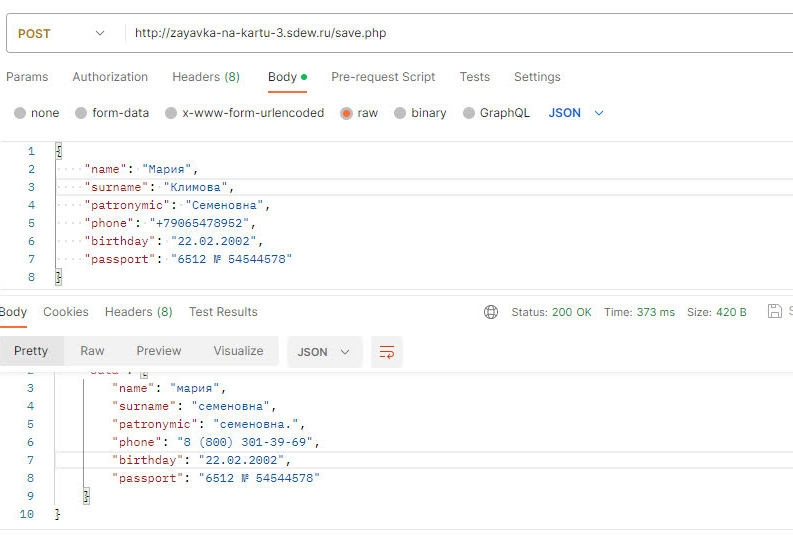 POST http://zayavka-na-kartu-3.sdew.ru/save.php
Params Authorization Headers (8) Body Pre-request Script Tests Settings
none form-data x-www-form-urlencoded raw binary GraphQL JSON
1 {
2 "name": "Мария",
3 "surname": "Климова",
4 "patronymic": "Семеновна",
5 "phone": "+79065478952",
6 "birthday": "22.02.2002",
7 "passport": "6512 № 54544578"
8 }
Body Cookies Headers (8) Test Results Status: 200 OK Time: 373 ms Size: 420 B
Pretty Raw Preview Visualize JSON
3 "name": "мария",
4 "surname": "семеновна",
5 "patronymic": "семеновна.",
6 "phone": "8 (800) 301-39-69",
7 "birthday": "22.02.2002",
8 "passport": "6512 № 54544578"
9 }
10 }